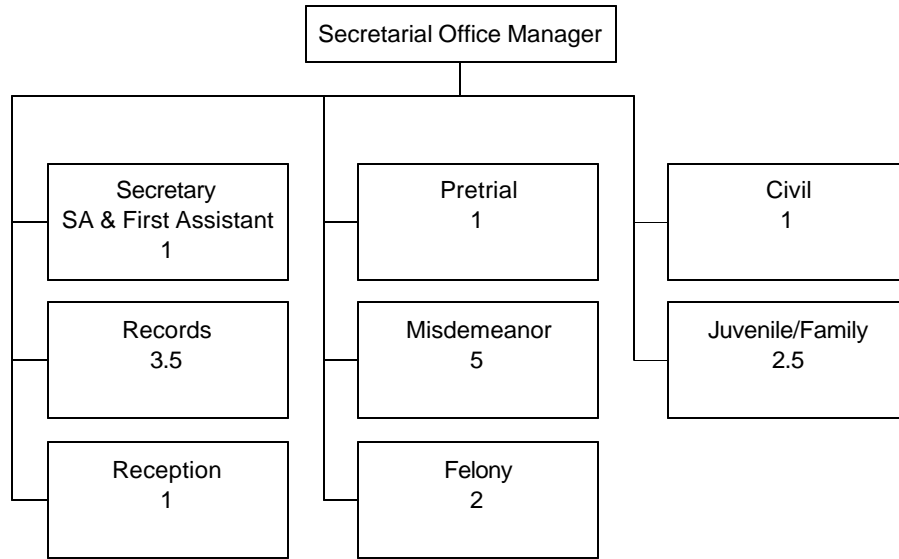 Secretarial Office Manager
Secretary
SA & First Assistant
1
Records
3.5
Reception
1
Pretrial
1
Misdemeanor
5
Felony
2
Civil
1
Juvenile/Family
2.5